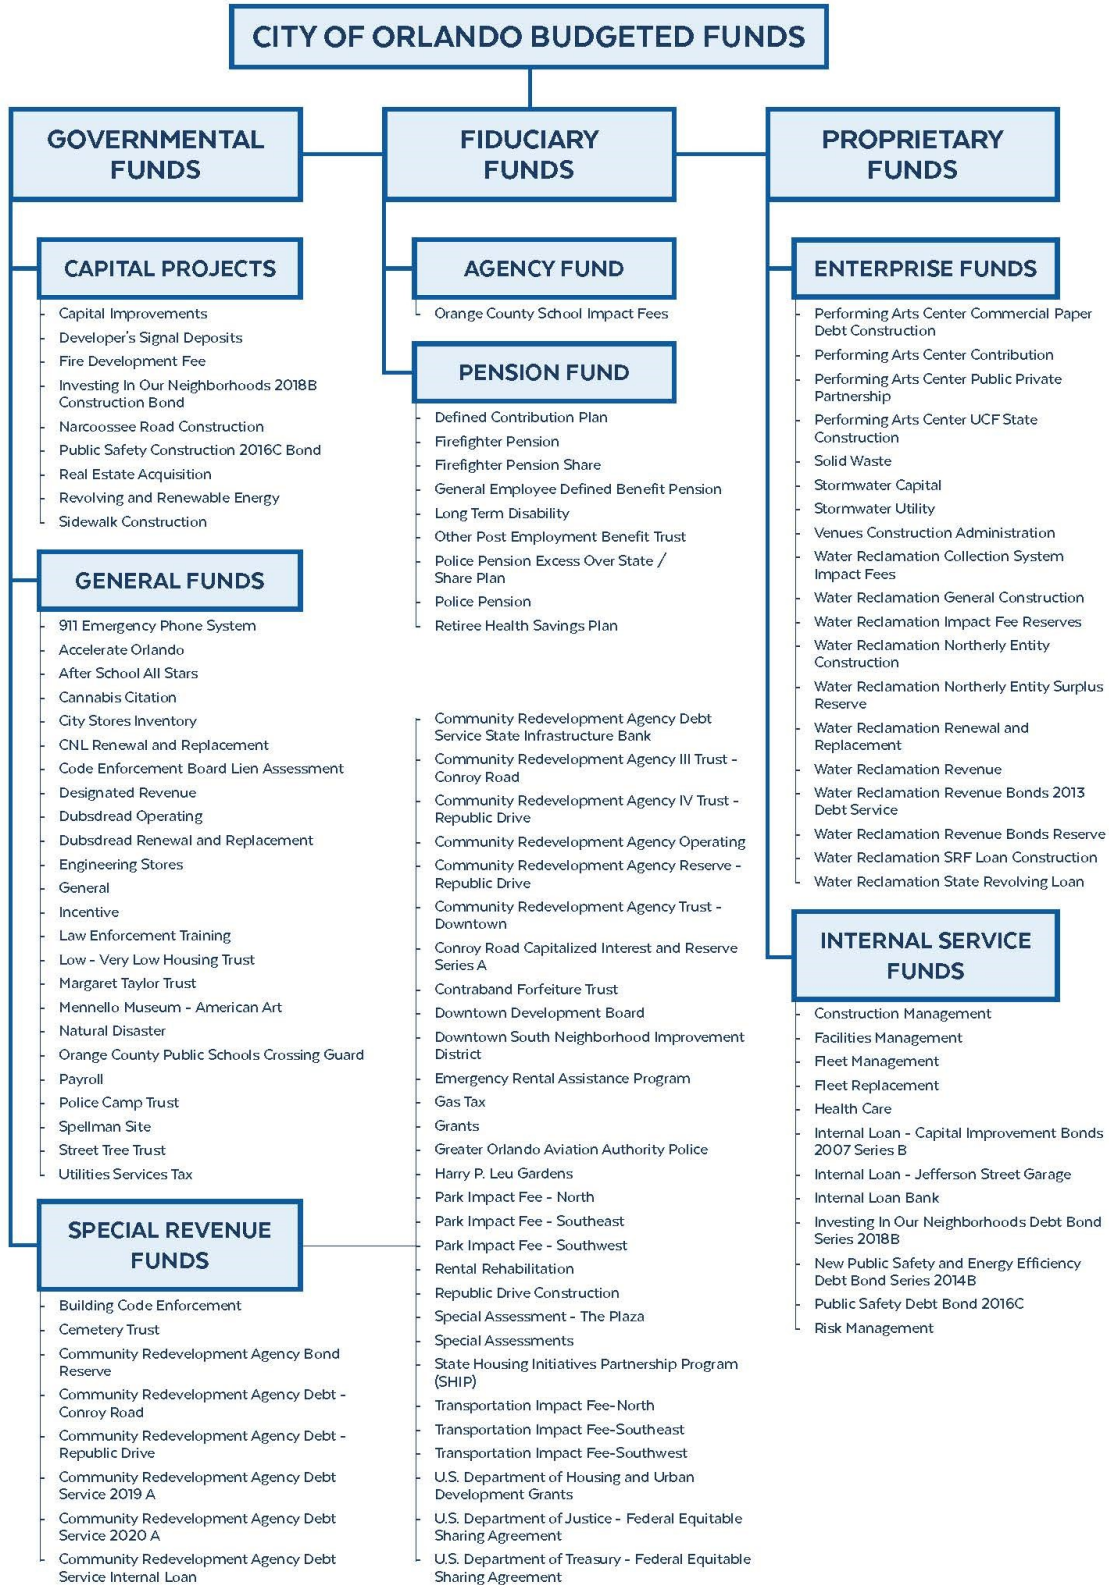 CITY OF ORLANDO BUDGETED FUNDS
GOVERNMENTAL
FUNDS
CAPITAL PROJECTS
Capital Improvements
Developer's Signal Deposits
Fire Development Fee
Investing In Our Neighborhoods 2018B
Construction Bond
Narcoossee Road Construction
Public Safety Construction 2016C Bond
Real Estate Acquisition
Revolving and Renewable Energy
Sidewalk Construction
GENERAL FUNDS
911 Emergency Phone System
Accelerate Orlando
After School All Stars
Cannabis Citation
City Stores Inventory
CNL Renewal and Replacement
Code Enforcement Board Lien Assessment
Designated Revenue
Dubsdread Operating
Dubsdread Renewal and Replacement
Engineering Stores
General
Incentive
Law Enforcement Training
Low - Very Low Housing Trust
Margaret Taylor Trust
Mennello Museum - American Art
Natural Disaster
Orange County Public Schools Crossing Guard
Payroll
Police Camp Trust
Spellman Site
Street Tree Trust
Utilities Services Tax
SPECIAL REVENUE
FUNDS
Building Code Enforcement
Cemetery Trust
Community Redevelopment Agency Bond
Reserve
Community Redevelopment Agency Debt -
Conroy Road
Community Redevelopment Agency Debt -
Republic Drive
Community Redevelopment Agency Debt
Service 2019 A
Community Redevelopment Agency Debt
Service 2020 A
Community Redevelopment Agency Debt
Service Internal Loan
FIDUCIARY
FUNDS
AGENCY FUND
Orange County School Impact Fees
PENSION FUND
Defined Contribution Plan
Firefighter Pension
Firefighter Pension Share
General Employee Defined Benefit Pension
Long Term Disability
Other Post Employment Benefit Trust
Police Pension Excess Over State /
Share Plan
Police Pension
Retiree Health Savings Plan
Community Redevelopment Agency Debt
Service State Infrastructure Bank
Community Redevelopment Agency III Trust -
Conroy Road
Community Redevelopment Agency IV Trust -
Republic Drive
Community Redevelopment Agency Operating
Community Redevelopment Agency Reserve -
Republic Drive
Community Redevelopment Agency Trust -
Downtown
Conroy Road Capitalized Interest and Reserve
Series A
Contraband Forfeiture Trust
Downtown Development Board
Downtown South Neighborhood Improvement
District
Emergency Rental Assistance Program
Gas Tax
Grants
Greater Orlando Aviation Authority Police
Harry P. Leu Gardens
Park Impact Fee - North
Park Impact Fee - Southeast
Park Impact Fee - Southwest
Rental Rehabilitation
Republic Drive Construction
Special Assessment - The Plaza
Special Assessments
State Housing Initiatives Partnership Program
(SHIP)
Transportation Impact Fee-North
Transportation Impact Fee-Southeast
Transportation Impact Fee-Southwest
U.S. Department of Housing and Urban
Development Grants
U.S. Department of Justice - Federal Equitable
Sharing Agreement
U.S. Department of Treasury - Federal Equitable
Sharing Agreement
PROPRIETARY
FUNDS
ENTERPRISE FUNDS
Performing Arts Center Commercial Paper
Debt Construction
Performing Arts Center Contribution
Performing Arts Center Public Private
Partnership
Performing Arts Center UCF State
Construction
Solid Waste
Stormwater Capital
Stormwater Utility
Venues Construction Administration
Water Reclamation Collection System
Impact Fees
Water Reclamation General Construction
Water Reclamation Impact Fee Reserves
Water Reclamation Northerly Entity
Construction
Water Reclamation Northerly Entity Surplus
Reserve
Water Reclamation Renewal and
Replacement
Water Reclamation Revenue
Water Reclamation Revenue Bonds 2013
Debt Service
Water Reclamation Revenue Bonds Reserve
Water Reclamation SRF Loan Construction
Water Reclamation State Revolving Loan
INTERNAL SERVICE
FUNDS
Construction Management
Facilities Management
Fleet Management
Fleet Replacement
Health Care
Internal Loan - Capital Improvement Bonds
2007 Series B
Internal Loan - Jefferson Street Garage
Internal Loan Bank
Investing In Our Neighborhoods Debt Bond
Series 2018B
New Public Safety and Energy Efficiency
Debt Bond Series 2014B
Public Safety Debt Bond 2016C
Risk Management